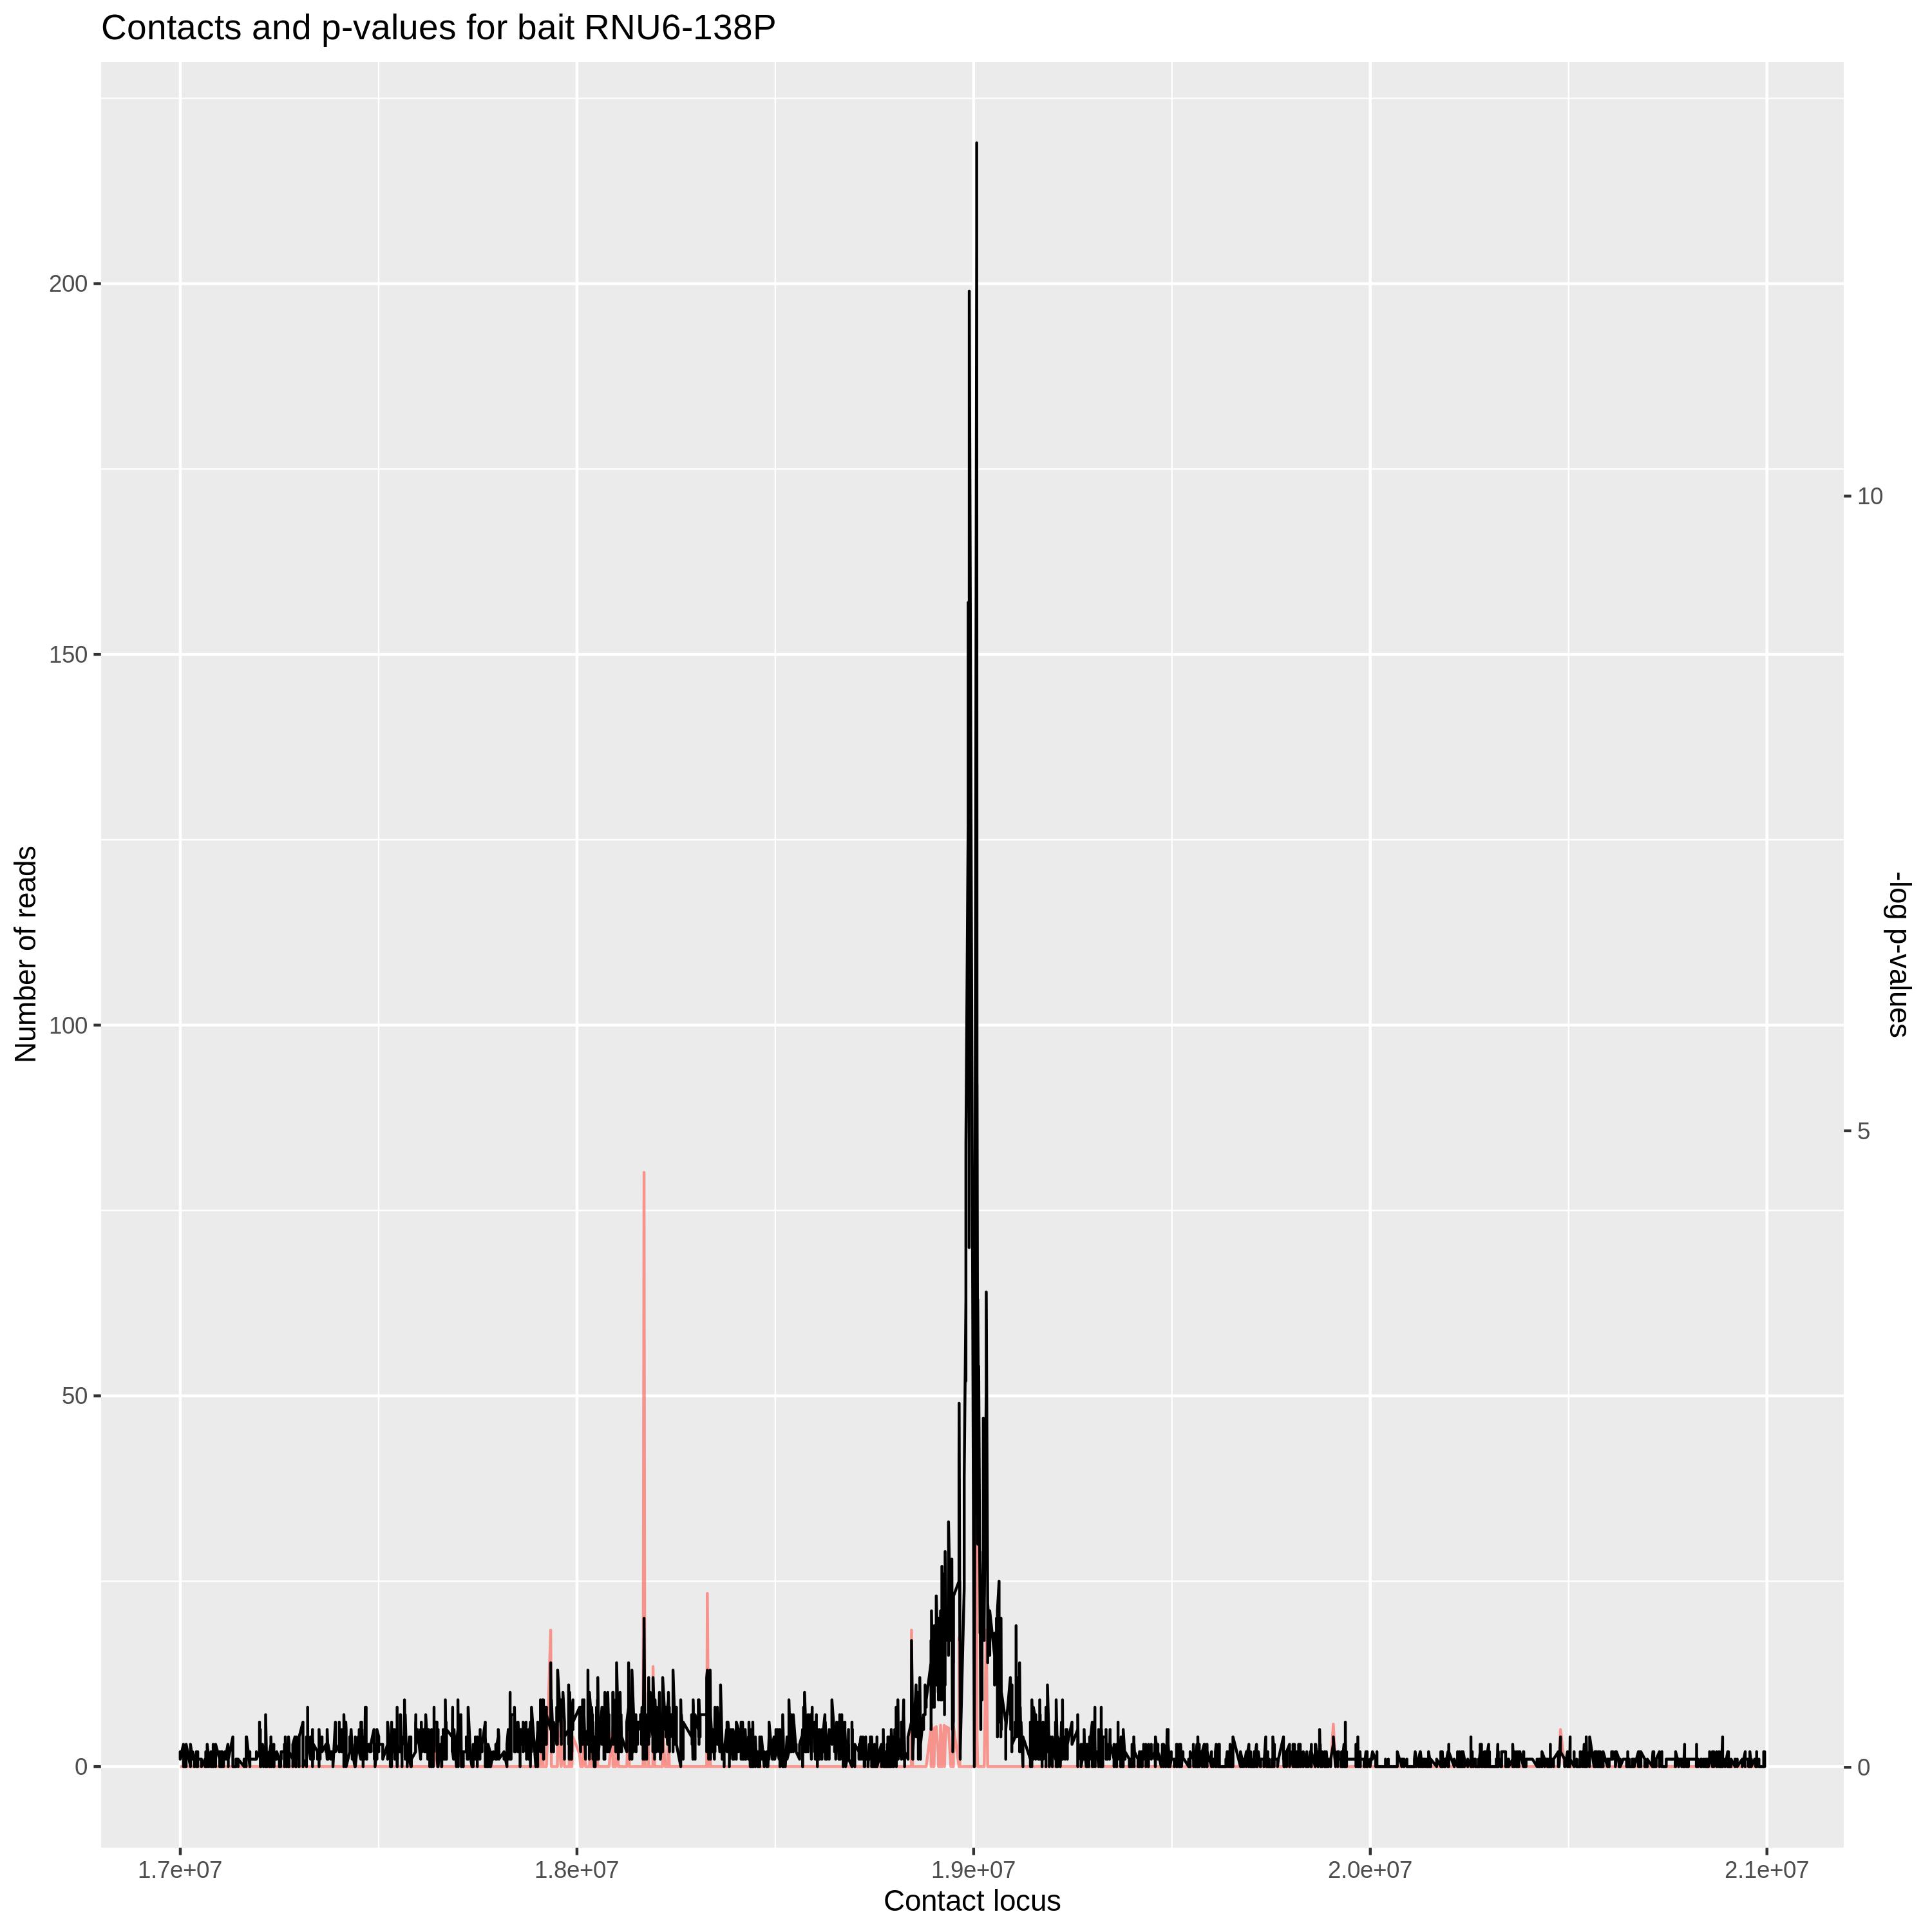 Contacts and p-values for bait RNU6-138P
200
150
100
50
0
Number of reads
10
5
0
-log p-values
1.7e+07
1.8e+07
1.9e+07
2.0e+07
2.1e+07
Contact locus